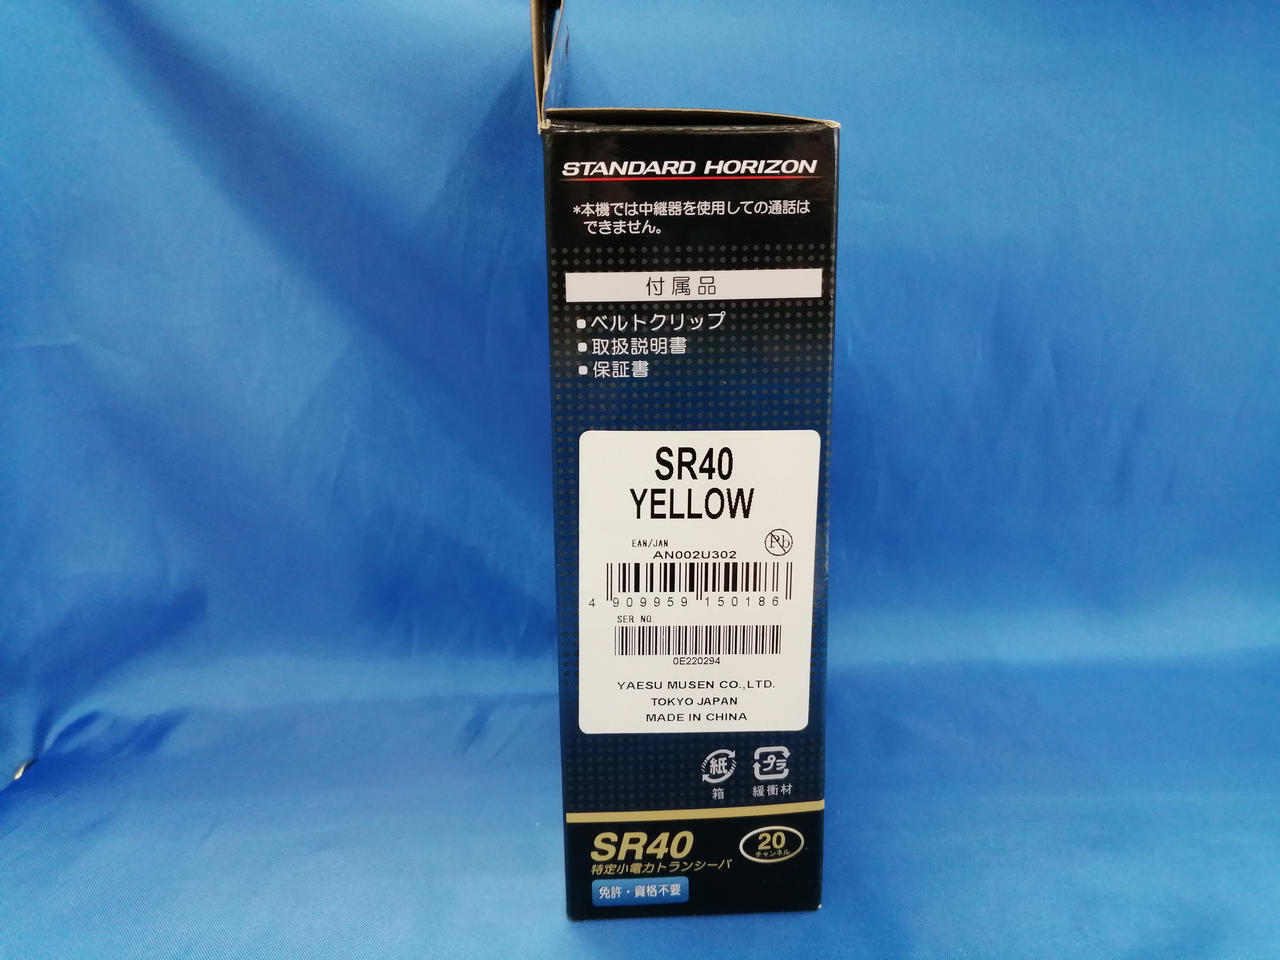 STANDARD HORIZON
*本機では中継器を使用しての通話は
できません。
付属品
●ベルトクリップ
●取扱説明書
●保証書
SR40
YELLOW
EAN/JAN
Pb
AN002U302
4 909959 150186
SER NO.
0E220294
YAESU MUSEN CO.,LTD.
TOKYO JAPAN
MADE IN CHINA
紙 プラ
箱 緩衝材
SR40
20
チャンネル
特定小電力トランシーバ
免許・資格不要